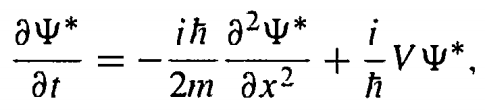 ∂Ψ*/∂t = −(iħ/2m) ∂²Ψ*/∂x² + (i/ħ) VΨ*,